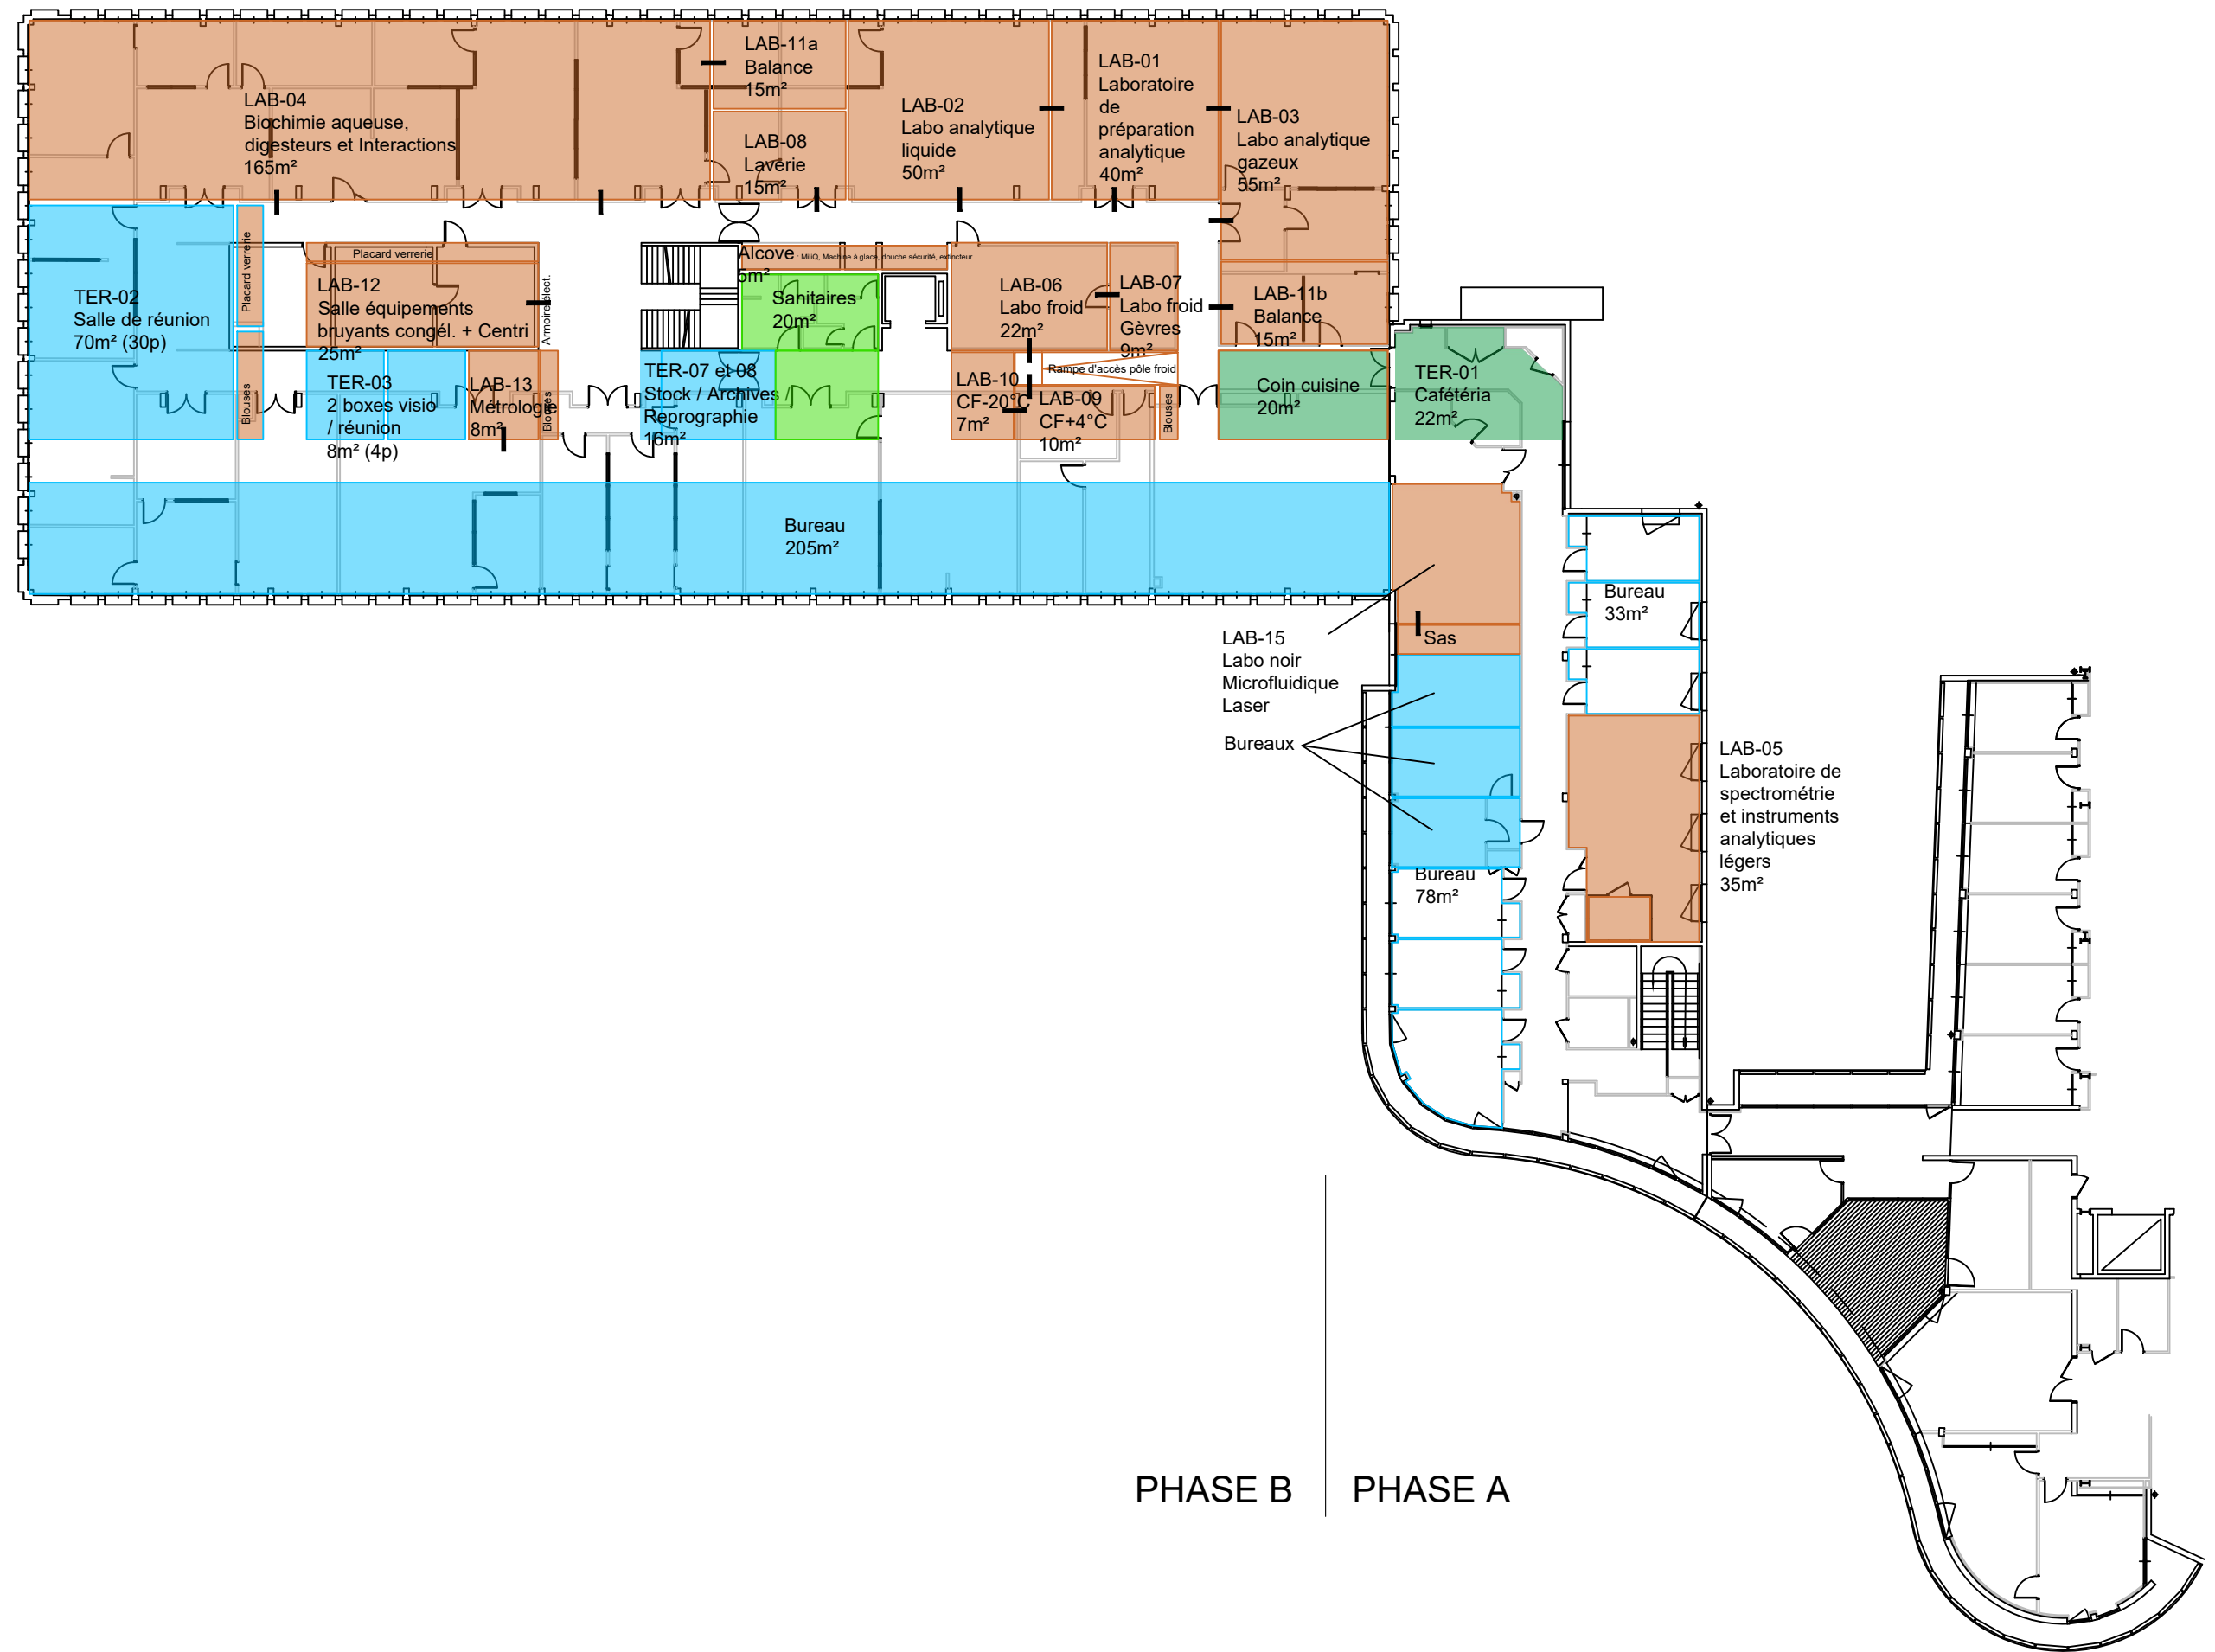 LAB-04
Biochimie aqueuse,
digesteurs et Interactions
165m²
LAB-11a
Balance
15m²
LAB-08
Laverie
15m²
LAB-02
Labo analytique
liquide
50m²
LAB-01
Laboratoire
de
préparation
analytique
40m²
LAB-03
Labo analytique
gazeux
55m²
TER-02
Salle de réunion
70m² (30p)
Placard verrerie
Blouses
Placard verrerie
LAB-12
Salle équipements
bruyants congél. + Centri
25m²
Armoire élect.
TER-03
2 boxes visio
/ réunion
8m² (4p)
LAB-13
Métrologie
8m²
Blouses
Alcove : MiliQ, Machine à glace, douche sécurité, extincteur
5m²
Sanitaires
20m²
TER-07 et 08
Stock / Archives /
Reprographie
16m²
LAB-06
Labo froid
22m²
LAB-07
Labo froid
Gèvres
9m²
LAB-10
CF-20°C
7m²
Rampe d'accès pôle froid
LAB-09
CF+4°C
10m²
Blouses
LAB-11b
Balance
15m²
Coin cuisine
20m²
TER-01
Cafétéria
22m²
Bureau
205m²
LAB-15
Labo noir
Microfluidique
Laser
Sas
Bureaux
Bureau
33m²
LAB-05
Laboratoire de
spectrométrie
et instruments
analytiques
légers
35m²
Bureau
78m²
PHASE B
PHASE A